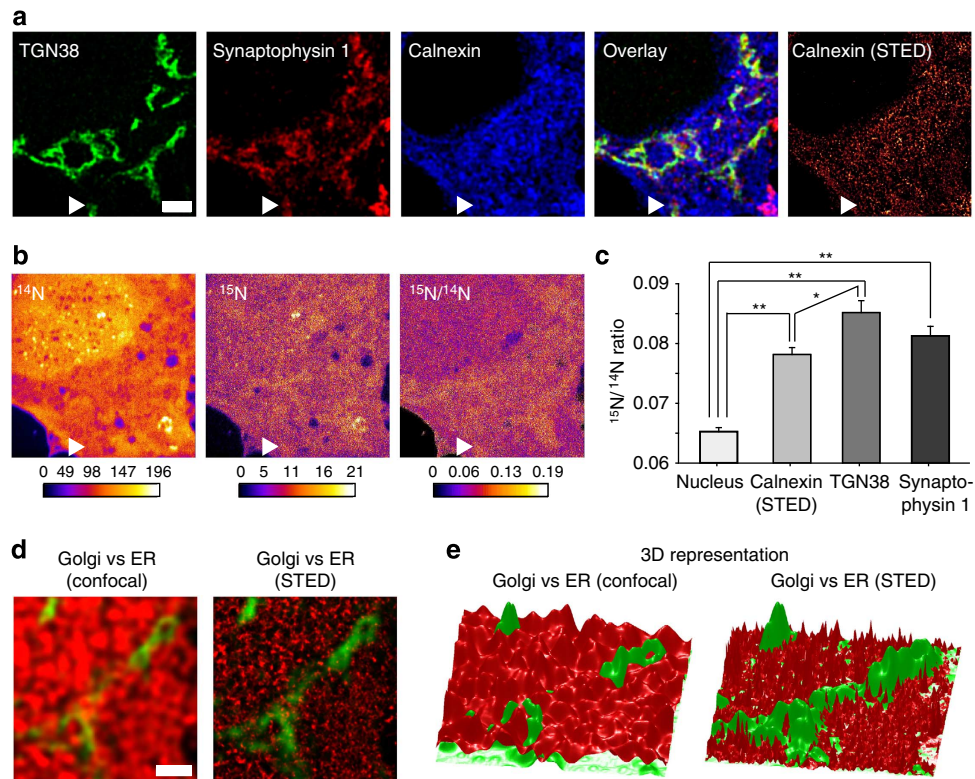 a
TGN38
Synaptophysin 1
Calnexin
Overlay
Calnexin (STED)
b
14N
15N
15N/14N
0 49 98 147 196
0 5 11 16 21
0 0.06 0.13 0.19
c
15N/14N ratio
0.09
0.08
0.07
0.06
**
**
**
*
Nucleus
Calnexin
(STED)
TGN38
Synapto-
physin 1
d
Golgi vs ER
(confocal)
Golgi vs ER
(STED)
e
3D representation
Golgi vs ER (confocal)
Golgi vs ER (STED)